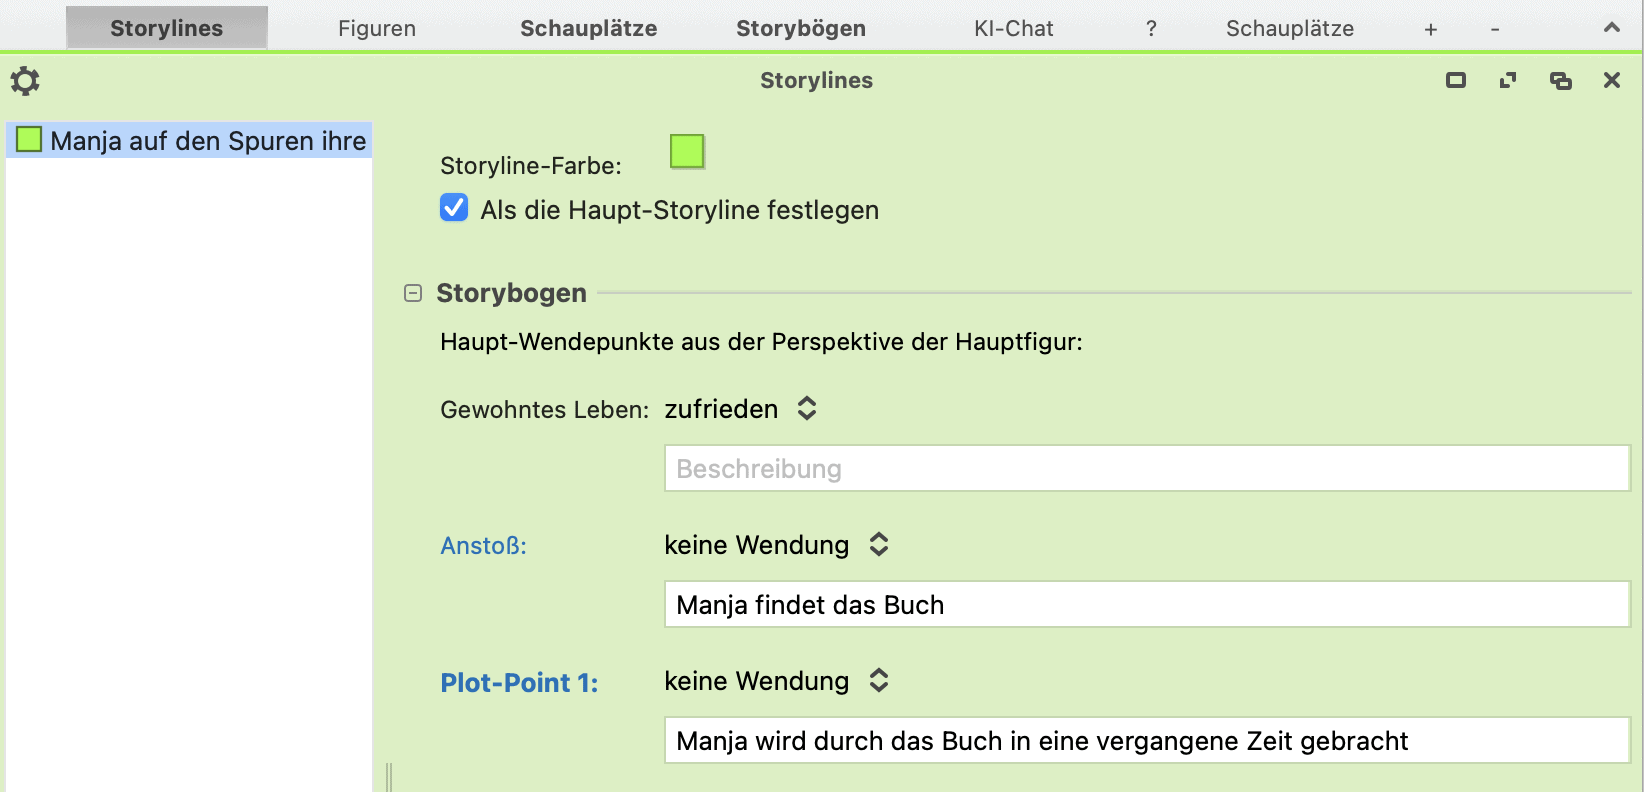 Storylines Figuren Schauplätze Storybögen KI-Chat ? Schauplätze + -
Storylines
Manja auf den Spuren ihre
Storyline-Farbe:
Als die Haupt-Storyline festlegen
Storybogen
Haupt-Wendepunkte aus der Perspektive der Hauptfigur:
Gewohntes Leben: zufrieden
Beschreibung
Anstoß: keine Wendung
Manja findet das Buch
Plot-Point 1: keine Wendung
Manja wird durch das Buch in eine vergangene Zeit gebracht